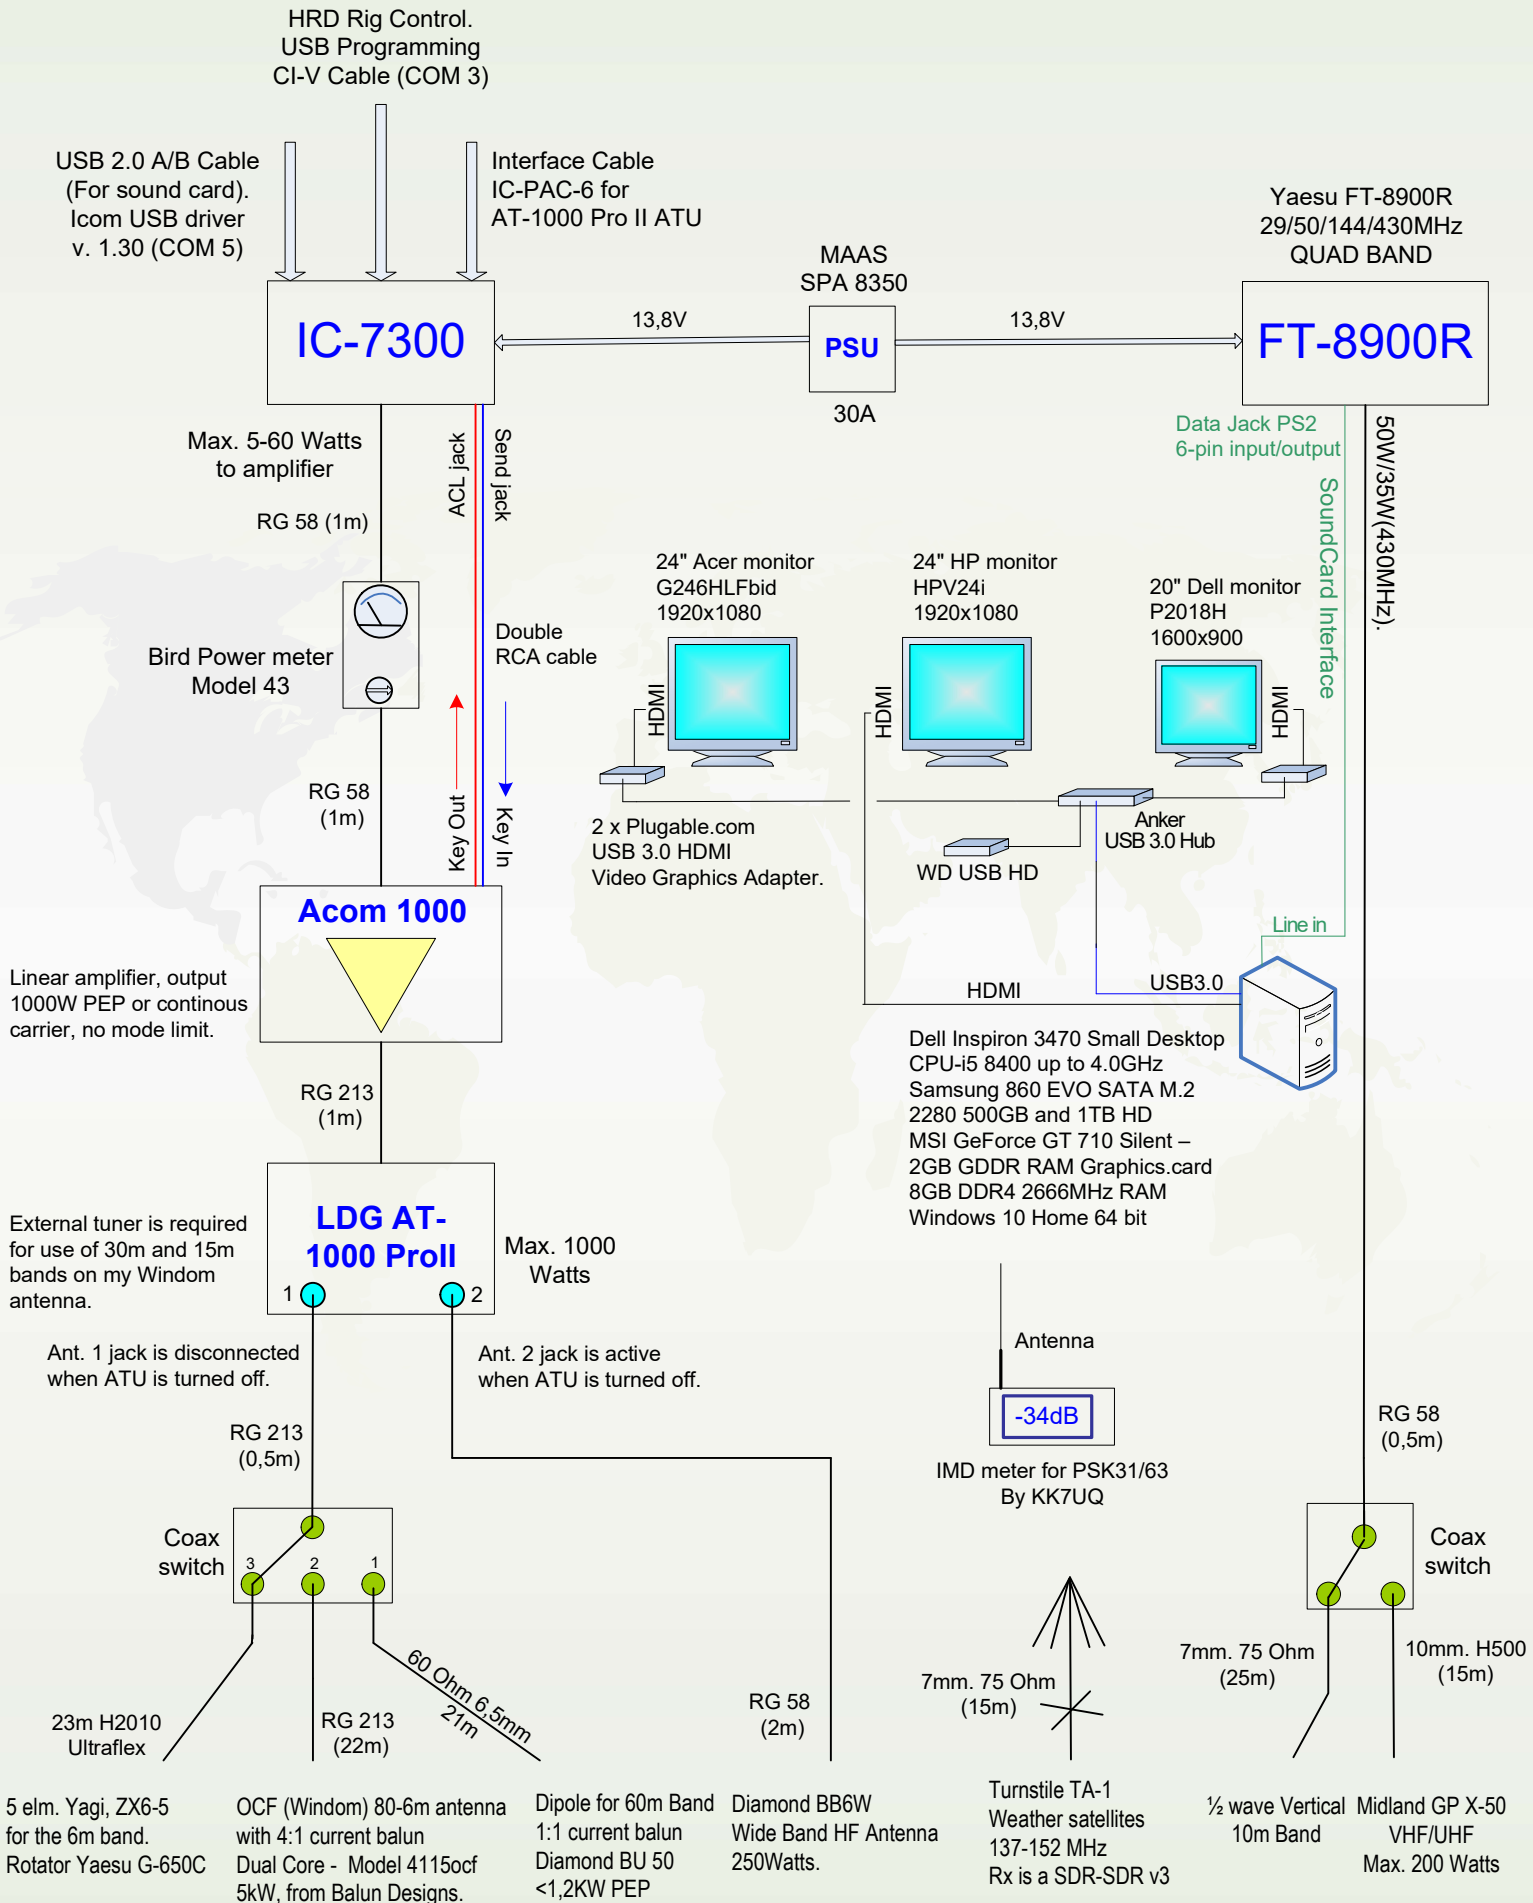 HRD Rig Control.
USB Programming
CI-V Cable (COM 3)
USB 2.0 A/B Cable
(For sound card).
Icom USB driver
v. 1.30 (COM 5)
Interface Cable
IC-PAC-6 for
AT-1000 Pro II ATU
MAAS
SPA 8350
Yaesu FT-8900R
29/50/144/430MHz
QUAD BAND
IC-7300
13,8V
PSU
13,8V
FT-8900R
30A
Max. 5-60 Watts
to amplifier
ACL jack
Send jack
Data Jack PS2
6-pin input/output
SoundCard Interface
50W/35W(430MHz).
RG 58 (1m)
24" Acer monitor
G246HLFbid
1920x1080
24" HP monitor
HPV24i
1920x1080
20" Dell monitor
P2018H
1600x900
Bird Power meter
Model 43
Double
RCA cable
HDMI
HDMI
HDMI
RG 58
(1m)
Key Out
Key In
2 x Plugable.com
USB 3.0 HDMI
Video Graphics Adapter.
Anker
USB 3.0 Hub
WD USB HD
Acom 1000
Line in
Linear amplifier, output
1000W PEP or continous
carrier, no mode limit.
HDMI
USB3.0
Dell Inspiron 3470 Small Desktop
CPU-i5 8400 up to 4.0GHz
Samsung 860 EVO SATA M.2
2280 500GB and 1TB HD
MSI GeForce GT 710 Silent –
2GB GDDR RAM Graphics.card
8GB DDR4 2666MHz RAM
Windows 10 Home 64 bit
RG 213
(1m)
External tuner is required
for use of 30m and 15m
bands on my Windom
antenna.
LDG AT-
1000 ProII
1
2
Max. 1000
Watts
Ant. 1 jack is disconnected
when ATU is turned off.
Ant. 2 jack is active
when ATU is turned off.
Antenna
-34dB
IMD meter for PSK31/63
By KK7UQ
RG 213
(0,5m)
RG 58
(0,5m)
Coax
switch
3
2
1
Coax
switch
60 Ohm 6,5mm
21m
23m H2010
Ultraflex
RG 213
(22m)
RG 58
(2m)
7mm. 75 Ohm
(15m)
7mm. 75 Ohm
(25m)
10mm. H500
(15m)
5 elm. Yagi, ZX6-5
for the 6m band.
Rotator Yaesu G-650C
OCF (Windom) 80-6m antenna
with 4:1 current balun
Dual Core - Model 4115ocf
5kW, from Balun Designs.
Dipole for 60m Band
1:1 current balun
Diamond BU 50
<1,2KW PEP
Diamond BB6W
Wide Band HF Antenna
250Watts.
Turnstile TA-1
Weather satellites
137-152 MHz
Rx is a SDR-SDR v3
½ wave Vertical
10m Band
Midland GP X-50
VHF/UHF
Max. 200 Watts